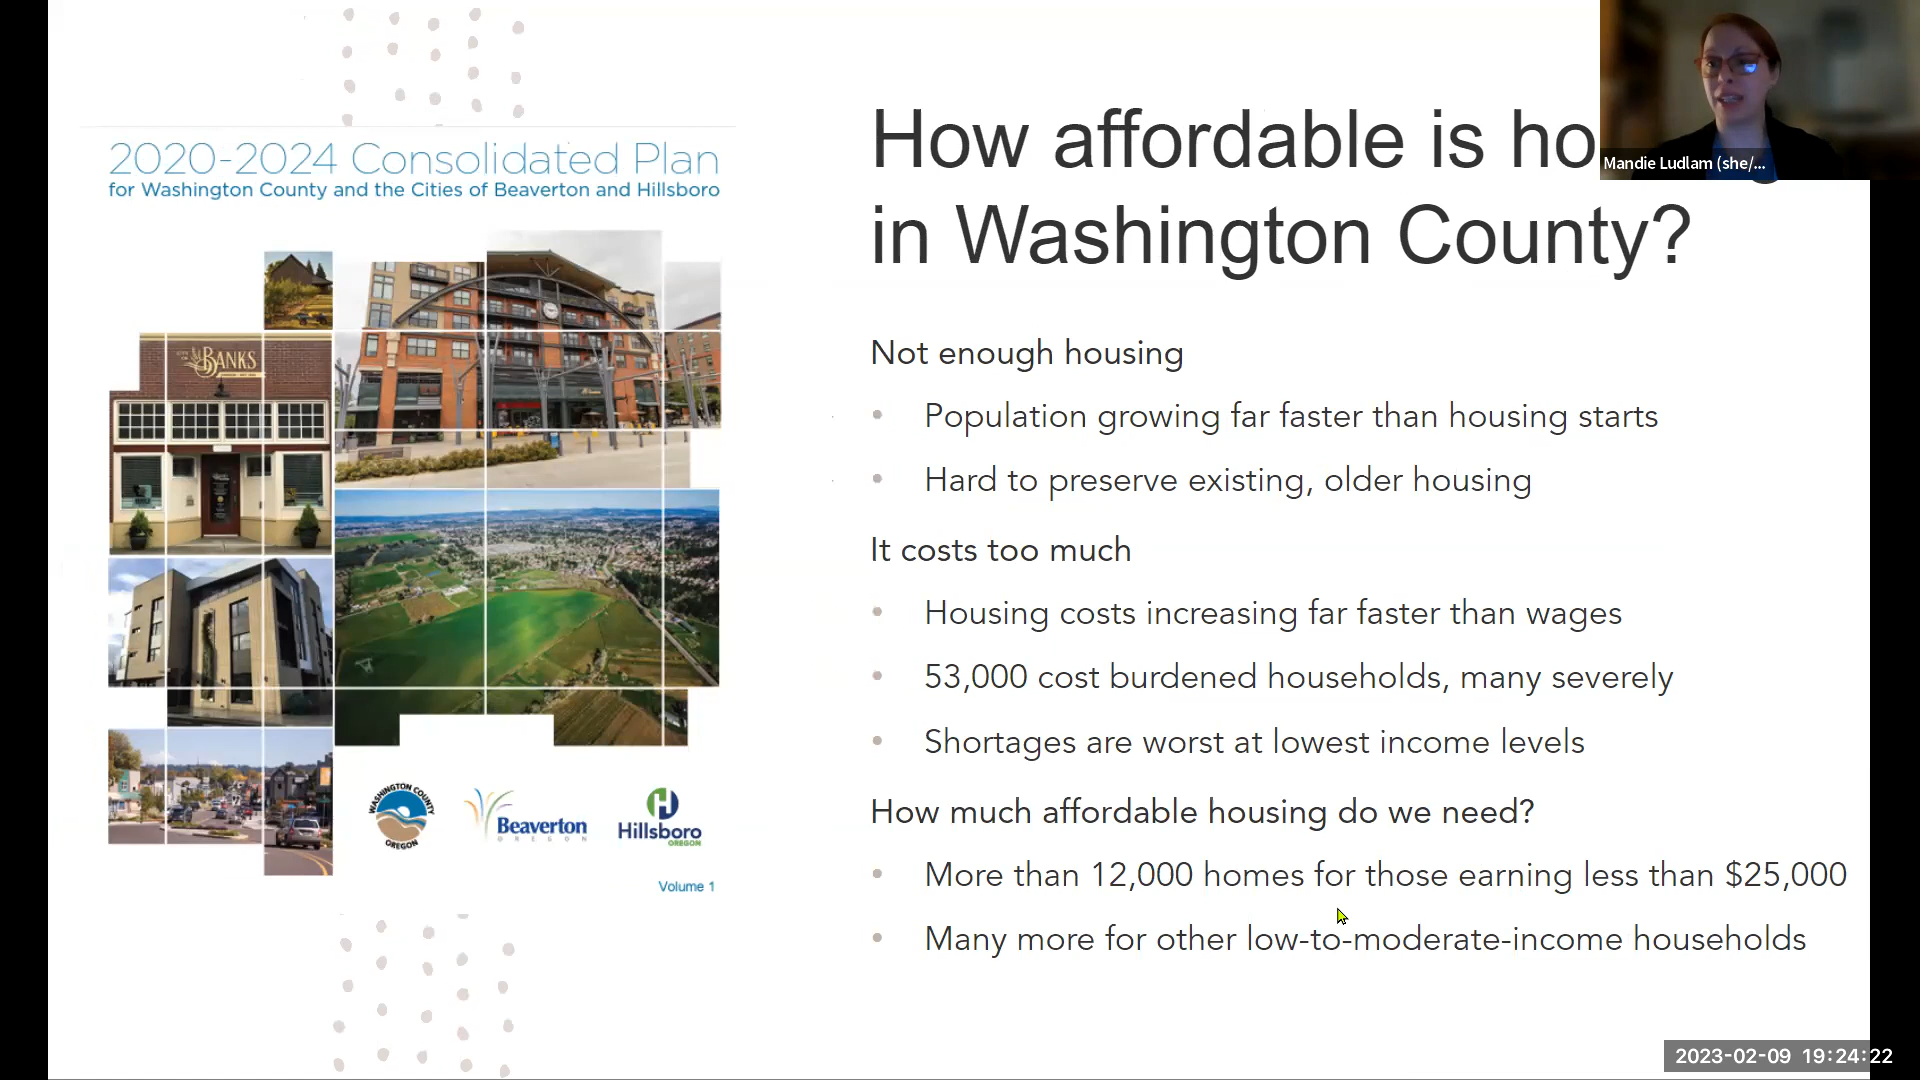 2020-2024 Consolidated Plan
for Washington County and the Cities of Beaverton and Hillsboro
BANKS
WASHINGTON COUNTY
OREGON
Beaverton
OREGON
Hillsboro
OREGON
Volume 1
How affordable is ho
in Washington County?
Not enough housing
• Population growing far faster than housing starts
• Hard to preserve existing, older housing
It costs too much
• Housing costs increasing far faster than wages
• 53,000 cost burdened households, many severely
• Shortages are worst at lowest income levels
How much affordable housing do we need?
• More than 12,000 homes for those earning less than $25,000
• Many more for other low-to-moderate-income households
Mandie Ludlam (she/...
2023-02-09 19:24:22